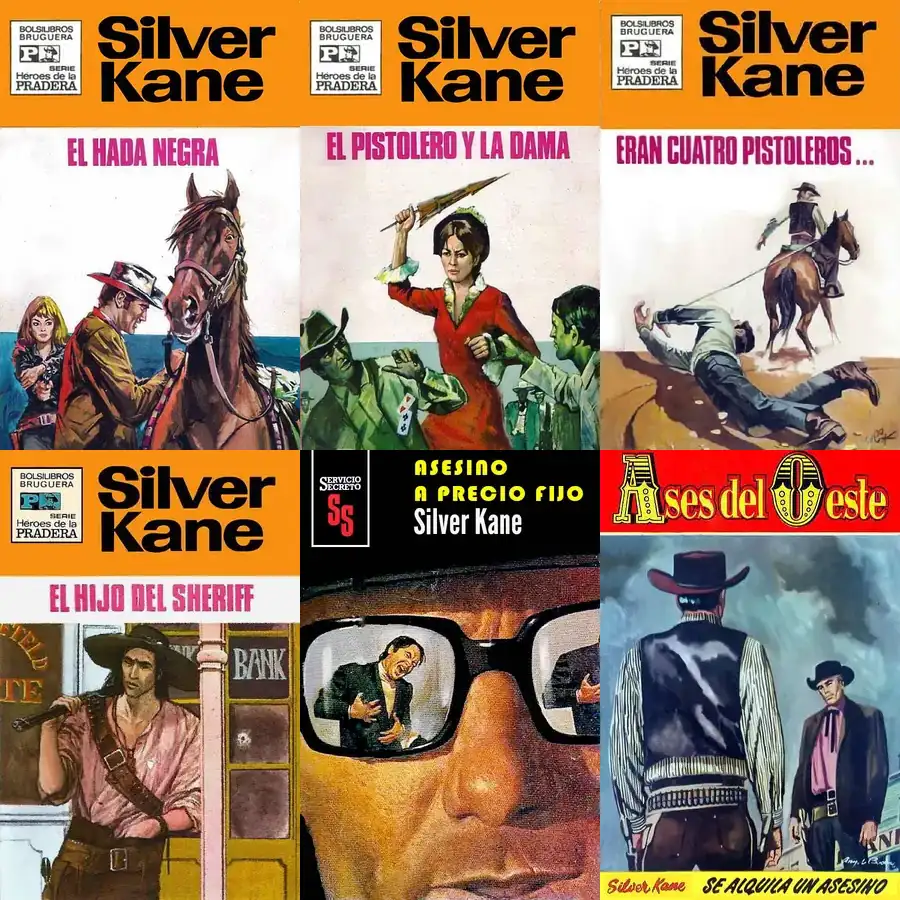 BOLSILIBROS
BRUGUERA
SERIE
Héroes de la
PRADERA
Silver
Kane
EL HADA NEGRA
BOLSILIBROS
BRUGUERA
SERIE
Héroes de la
PRADERA
Silver
Kane
EL PISTOLERO Y LA DAMA
BOLSILIBROS
BRUGUERA
SERIE
Héroes de la
PRADERA
Silver
Kane
ERAN CUATRO PISTOLEROS...
BOLSILIBROS
BRUGUERA
SERIE
Héroes de la
PRADERA
Silver
Kane
EL HIJO DEL SHERIFF
BANK
SERVICIO
SECRETO
SS
ASESINO
A PRECIO FIJO
Silver Kane
Ases del Oeste
Silver Kane
SE ALQUILA UN ASESINO